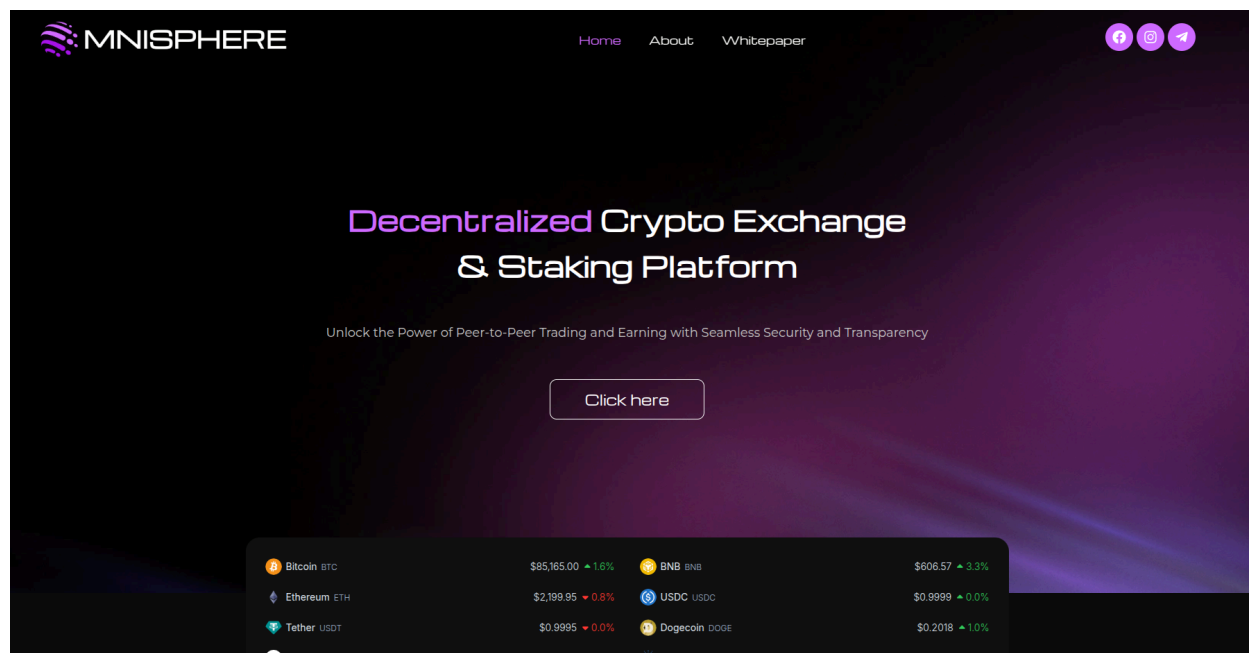 MNISPHERE
Home About Whitepaper
Decentralized Crypto Exchange
& Staking Platform
Unlock the Power of Peer-to-Peer Trading and Earning with Seamless Security and Transparency
Click here
Bitcoin BTC $85,165.00 ▲ 1.6% BNB BNB $606.57 ▲ 3.3%
Ethereum ETH $2,199.95 ▼ 0.8% USDC USDC $0.9999 ▲ 0.0%
Tether USDT $0.9995 ▼ 0.0% Dogecoin DOGE $0.2018 ▲ 1.0%